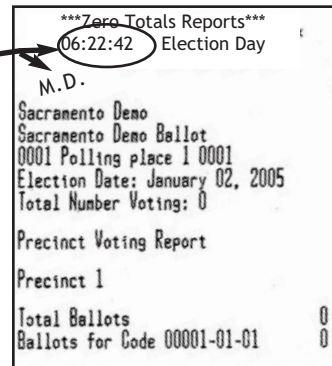 ***Zero Totals Reports***
06:22:42 Election Day
M.D.
Sacramento Demo
Sacramento Demo Ballot
0001 Polling place 1 0001
Election Date: January 02, 2005
Total Number Voting: 0
Precinct Voting Report
Precinct 1
Total Ballots 0
Ballots for Code 00001-01-01 0